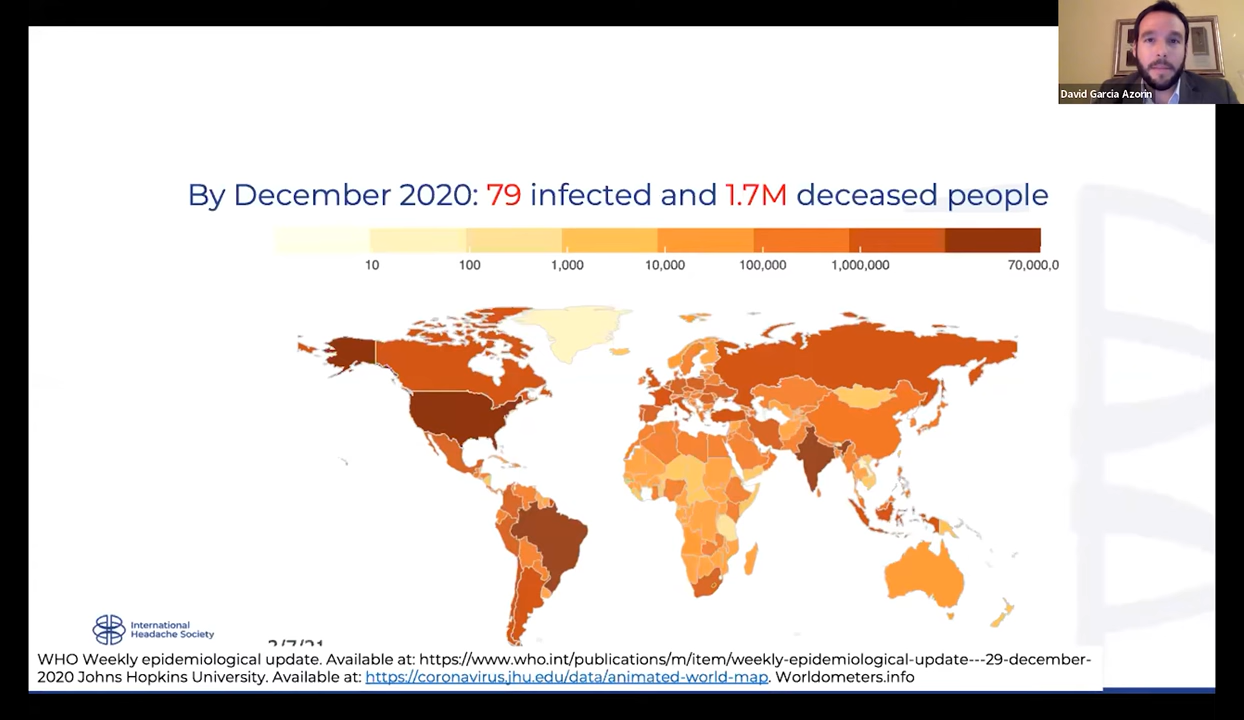 David Garcia Azorin
By December 2020: 79 infected and 1.7M deceased people
10 100 1,000 10,000 100,000 1,000,000 70,000,0
International
Headache Society
WHO Weekly epidemiological update. Available at: https://www.who.int/publications/m/item/weekly-epidemiological-update---29-december-
2020 Johns Hopkins University. Available at: https://coronavirus.jhu.edu/data/animated-world-map. Worldometers.info